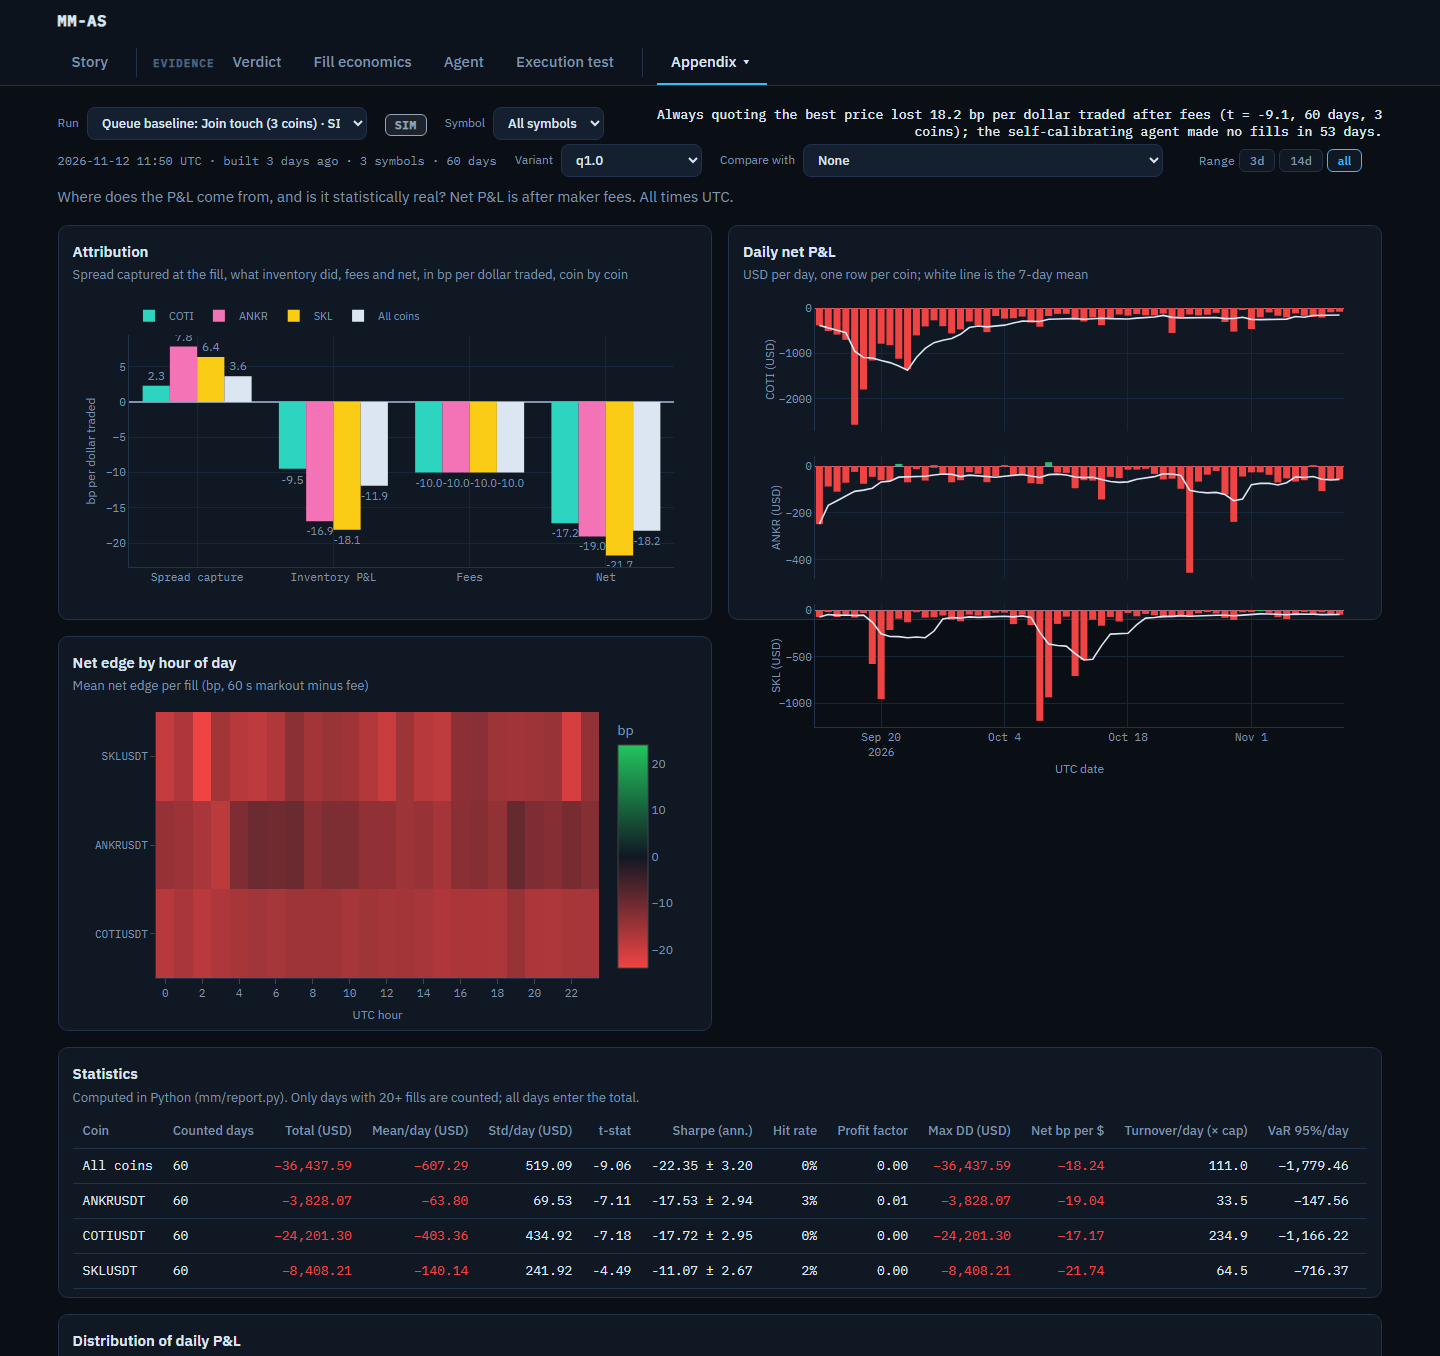 MM-AS
Story
EVIDENCE
Verdict
Fill economics
Agent
Execution test
Appendix ▾
Run
Queue baseline: Join touch (3 coins) · SI
SIM
Symbol
All symbols
Always quoting the best price lost 18.2 bp per dollar traded after fees (t = -9.1, 60 days, 3
coins); the self-calibrating agent made no fills in 53 days.
2026-11-12 11:50 UTC · built 3 days ago · 3 symbols · 60 days
Variant
q1.0
Compare with
None
Range
3d
14d
all
Where does the P&L come from, and is it statistically real? Net P&L is after maker fees. All times UTC.
Attribution
Spread captured at the fill, what inventory did, fees and net, in bp per dollar traded, coin by coin
COTI
ANKR
SKL
All coins
bp per dollar traded
5
0
−5
−10
−15
−20
2.3
7.8
6.4
3.6
-9.5
-16.9
-18.1
-11.9
-10.0
-10.0
-10.0
-10.0
-17.2
-19.0
-21.7
-18.2
Spread capture
Inventory P&L
Fees
Net
Daily net P&L
USD per day, one row per coin; white line is the 7-day mean
COTI (USD)
0
−1000
−2000
ANKR (USD)
0
−200
−400
SKL (USD)
0
−500
−1000
Sep 20
2026
Oct 4
Oct 18
Nov 1
UTC date
Net edge by hour of day
Mean net edge per fill (bp, 60 s markout minus fee)
SKLUSDT
ANKRUSDT
COTIUSDT
0 2 4 6 8 10 12 14 16 18 20 22
UTC hour
bp
20
10
0
−10
−20
Statistics
Computed in Python (mm/report.py). Only days with 20+ fills are counted; all days enter the total.
Coin Counted days Total (USD) Mean/day (USD) Std/day (USD) t-stat Sharpe (ann.) Hit rate Profit factor Max DD (USD) Net bp per $ Turnover/day (× cap) VaR 95%/day
All coins 60 −36,437.59 −607.29 519.09 -9.06 -22.35 ± 3.20 0% 0.00 −36,437.59 −18.24 111.0 −1,779.46
ANKRUSDT 60 −3,828.07 −63.80 69.53 -7.11 -17.53 ± 2.94 3% 0.01 −3,828.07 −19.04 33.5 −147.56
COTIUSDT 60 −24,201.30 −403.36 434.92 -7.18 -17.72 ± 2.95 0% 0.00 −24,201.30 −17.17 234.9 −1,166.22
SKLUSDT 60 −8,408.21 −140.14 241.92 -4.49 -11.07 ± 2.67 2% 0.00 −8,408.21 −21.74 64.5 −716.37
Distribution of daily P&L